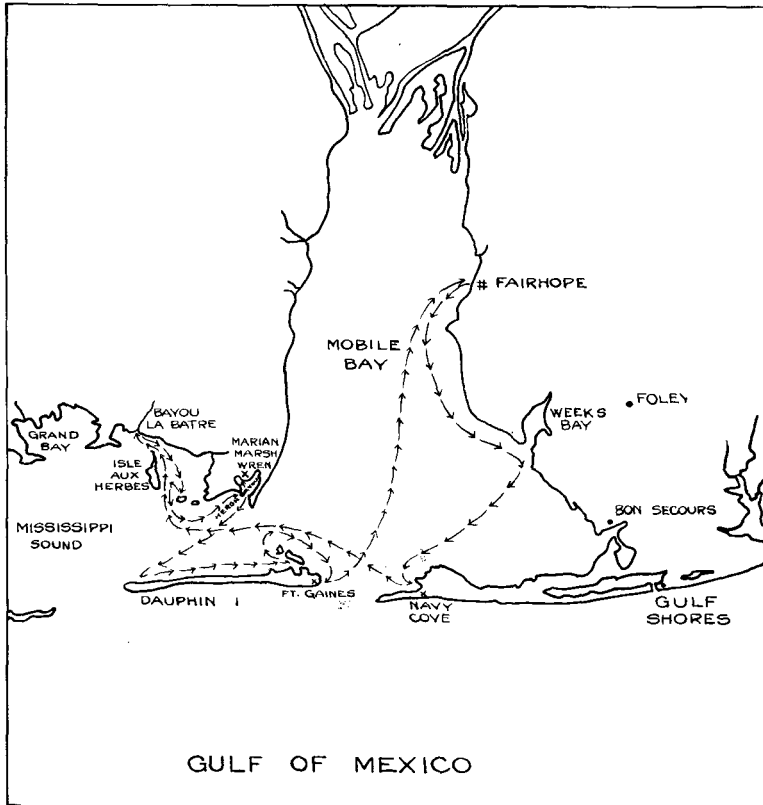 # FAIRHOPE
MOBILE
BAY
BAYOU
LA BATRE
GRAND
BAY
MARIAN
MARSH
WREN
WEEKS
BAY
FOLEY
ISLE
AUX
HERBES
HERON
BON SECOURS
MISSISSIPPI
SOUND
DAUPHIN I
FT. GAINES
NAVY
COVE
GULF
SHORES
GULF OF MEXICO